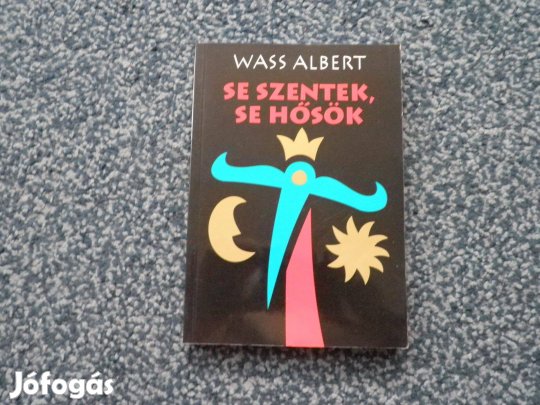 WASS ALBERT
SE SZENTEK,
SE HŐSÖK
Jófogás